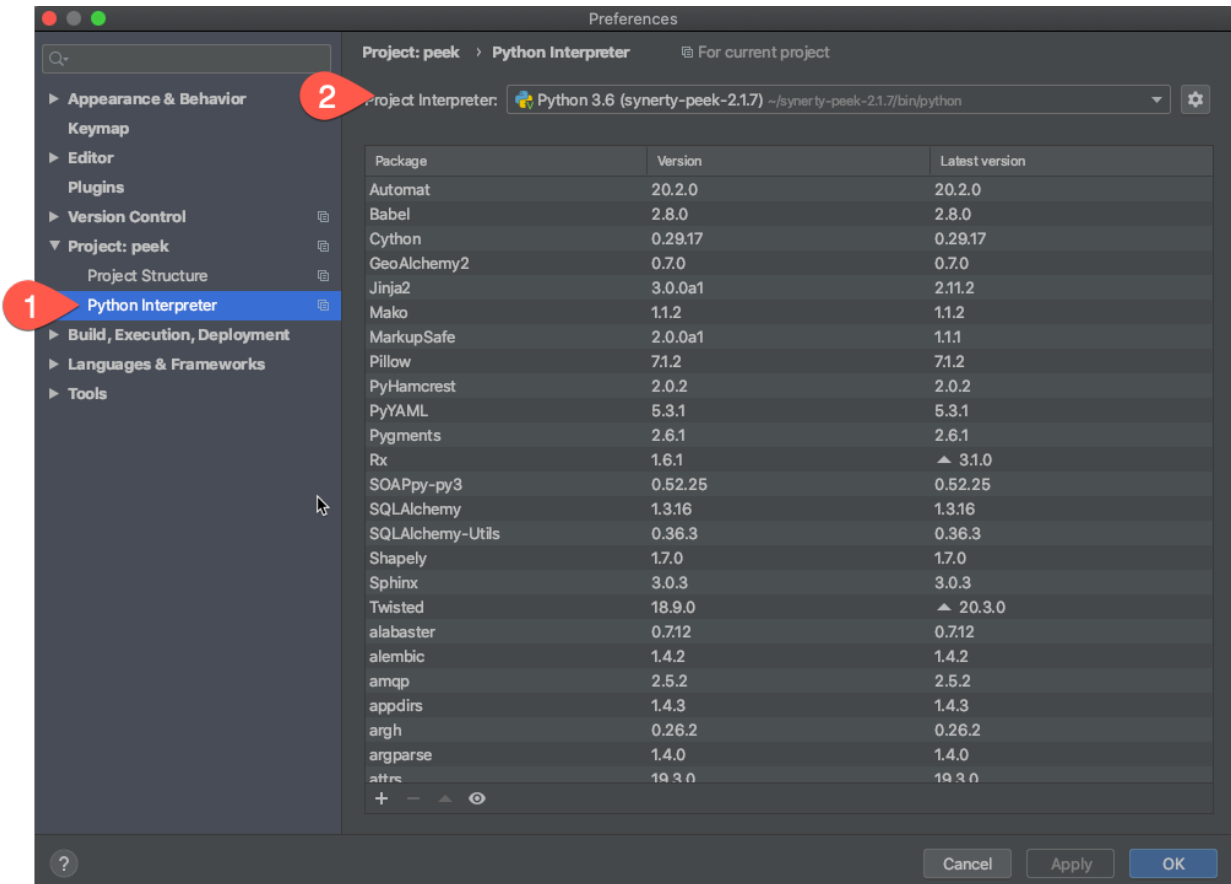 Preferences
Project: peek › Python Interpreter For current project
2
Project Interpreter: Python 3.6 (synerty-peek-2.1.7) ~/synerty-peek-2.1.7/bin/python
Appearance & Behavior
Keymap
Editor
Plugins
Version Control
Project: peek
Project Structure
1
Python Interpreter
Build, Execution, Deployment
Languages & Frameworks
Tools
Package Version Latest version
Automat 20.2.0 20.2.0
Babel 2.8.0 2.8.0
Cython 0.29.17 0.29.17
GeoAlchemy2 0.7.0 0.7.0
Jinja2 3.0.0a1 2.11.2
Mako 1.1.2 1.1.2
MarkupSafe 2.0.0a1 1.1.1
Pillow 7.1.2 7.1.2
PyHamcrest 2.0.2 2.0.2
PyYAML 5.3.1 5.3.1
Pygments 2.6.1 2.6.1
Rx 1.6.1 3.1.0
SOAPpy-py3 0.52.25 0.52.25
SQLAlchemy 1.3.16 1.3.16
SQLAlchemy-Utils 0.36.3 0.36.3
Shapely 1.7.0 1.7.0
Sphinx 3.0.3 3.0.3
Twisted 18.9.0 20.3.0
alabaster 0.7.12 0.7.12
alembic 1.4.2 1.4.2
amqp 2.5.2 2.5.2
appdirs 1.4.3 1.4.3
argh 0.26.2 0.26.2
argparse 1.4.0 1.4.0
attrs 19.3.0 19.3.0
? Cancel Apply OK